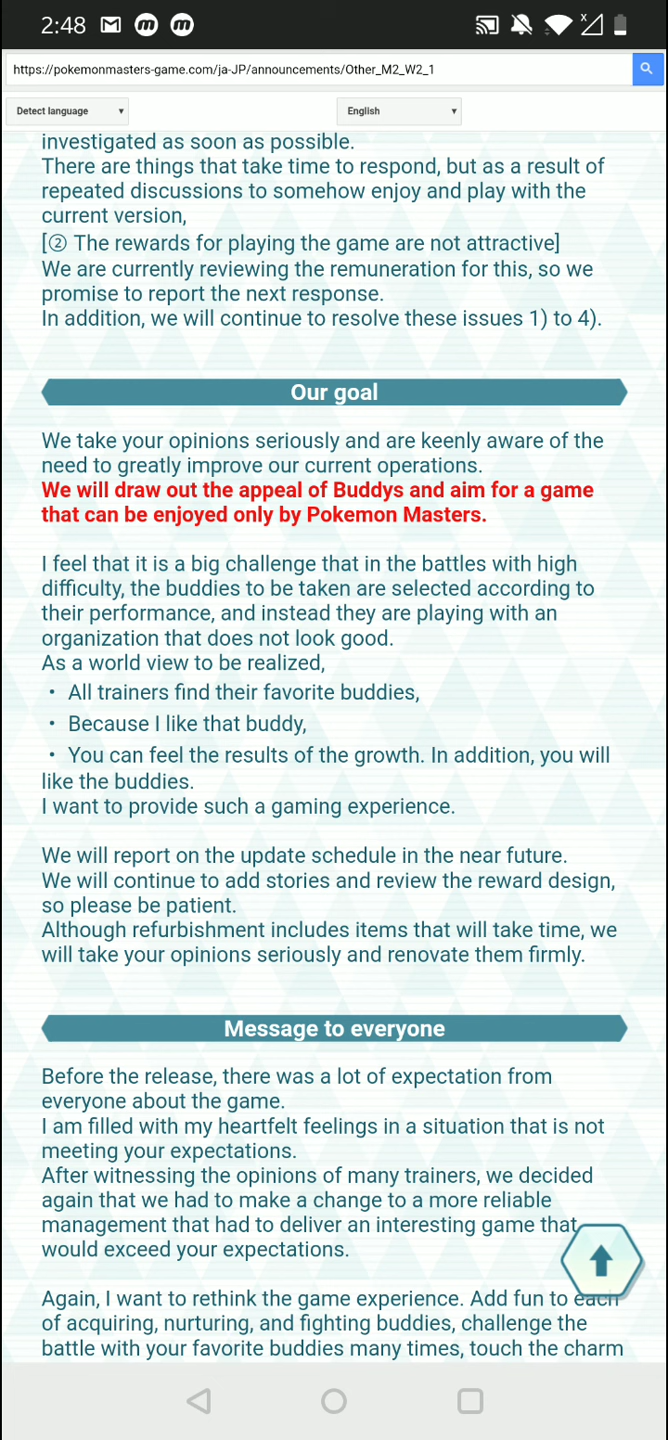 2:48
https://pokemonmasters-game.com/ja-JP/announcements/Other_M2_W2_1
Detect language
English
investigated as soon as possible.
There are things that take time to respond, but as a result of
repeated discussions to somehow enjoy and play with the
current version,
[② The rewards for playing the game are not attractive]
We are currently reviewing the remuneration for this, so we
promise to report the next response.
In addition, we will continue to resolve these issues 1) to 4).
Our goal
We take your opinions seriously and are keenly aware of the
need to greatly improve our current operations.
We will draw out the appeal of Buddys and aim for a game
that can be enjoyed only by Pokemon Masters.
I feel that it is a big challenge that in the battles with high
difficulty, the buddies to be taken are selected according to
their performance, and instead they are playing with an
organization that does not look good.
As a world view to be realized,
・ All trainers find their favorite buddies,
・ Because I like that buddy,
・ You can feel the results of the growth. In addition, you will
like the buddies.
I want to provide such a gaming experience.
We will report on the update schedule in the near future.
We will continue to add stories and review the reward design,
so please be patient.
Although refurbishment includes items that will take time, we
will take your opinions seriously and renovate them firmly.
Message to everyone
Before the release, there was a lot of expectation from
everyone about the game.
I am filled with my heartfelt feelings in a situation that is not
meeting your expectations.
After witnessing the opinions of many trainers, we decided
again that we had to make a change to a more reliable
management that had to deliver an interesting game that
would exceed your expectations.
Again, I want to rethink the game experience. Add fun to each
of acquiring, nurturing, and fighting buddies, challenge the
battle with your favorite buddies many times, touch the charm